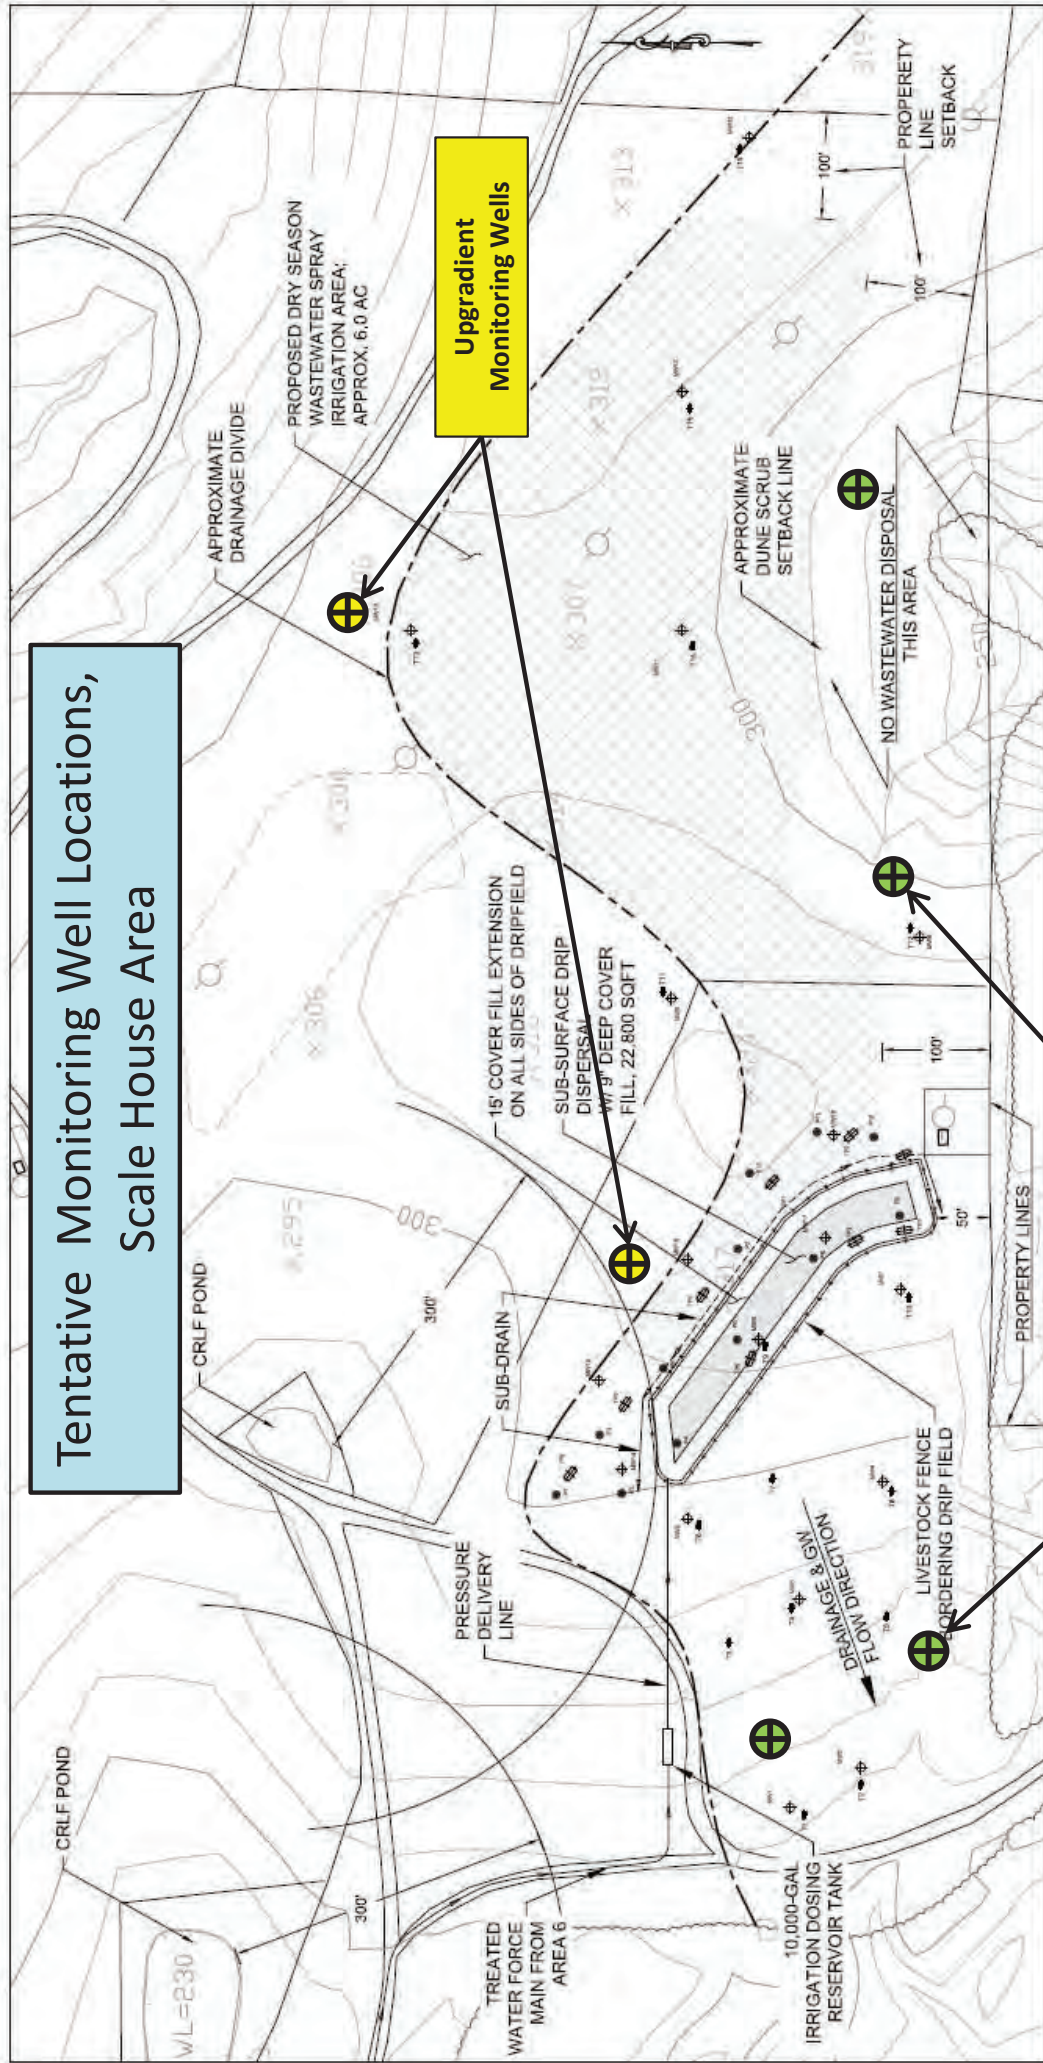 Tentative Monitoring Well Locations,
Scale House Area
CRLF POND
WL=230
300'
TREATED
WATER FORCE
MAIN FROM
AREA 6
10,000-GAL
IRRIGATION DOSING
RESERVOIR TANK
PRESSURE
DELIVERY
LINE
CRLF POND
300'
300
SUB-DRAIN
15' COVER FILL EXTENSION
ON ALL SIDES OF DRIPFIELD
SUB-SURFACE DRIP
DISPERSAL
W/ 9" DEEP COVER
FILL, 22,800 SQFT
DRAINAGE & GW
FLOW DIRECTION
LIVESTOCK FENCE
BORDERING DRIP FIELD
50'
100'
PROPERTY LINES
X 306
APPROXIMATE
DRAINAGE DIVIDE
PROPOSED DRY SEASON
WASTEWATER SPRAY
IRRIGATION AREA;
APPROX. 6.0 AC
Upgradient
Monitoring Wells
X 313
X 307
300
APPROXIMATE
DUNE SCRUB
SETBACK LINE
NO WASTEWATER DISPOSAL
THIS AREA
100'
100'
PROPERETY
LINE
SETBACK